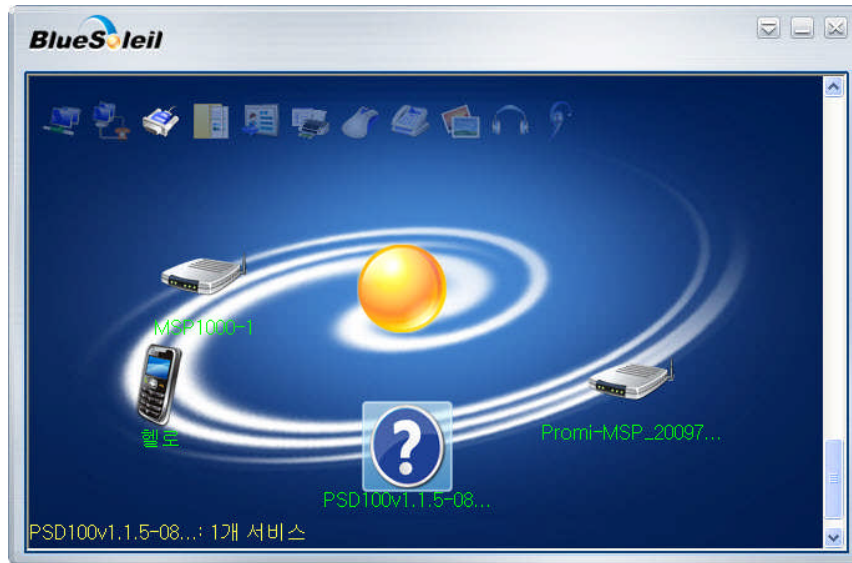 BlueSoleil
MSP1000-1
헬로
Promi-MSP_20097...
PSD100v1.1.5-08...
PSD100v1.1.5-08...: 1개 서비스